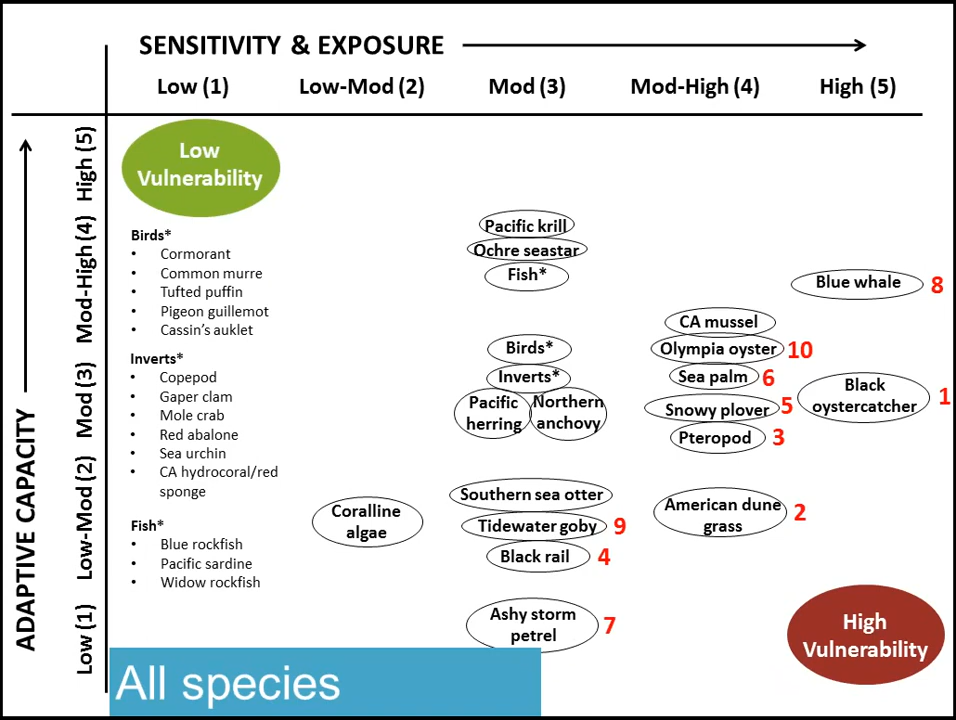 SENSITIVITY & EXPOSURE
Low (1)
Low-Mod (2)
Mod (3)
Mod-High (4)
High (5)
ADAPTIVE CAPACITY
High (5)
Mod-High (4)
Mod (3)
Low-Mod (2)
Low (1)
Low
Vulnerability
Birds*
• Cormorant
• Common murre
• Tufted puffin
• Pigeon guillemot
• Cassin's auklet
Inverts*
• Copepod
• Gaper clam
• Mole crab
• Red abalone
• Sea urchin
• CA hydrocoral/red
sponge
Fish*
• Blue rockfish
• Pacific sardine
• Widow rockfish
Coralline
algae
Pacific krill
Ochre seastar
Fish*
Birds*
Inverts*
Pacific
herring
Northern
anchovy
Southern sea otter
Tidewater goby 9
Black rail 4
Ashy storm
petrel
7
CA mussel
Olympia oyster 10
Sea palm 6
Snowy plover 5
Pteropod 3
American dune
grass
2
Blue whale 8
Black
oystercatcher
1
High
Vulnerability
All species